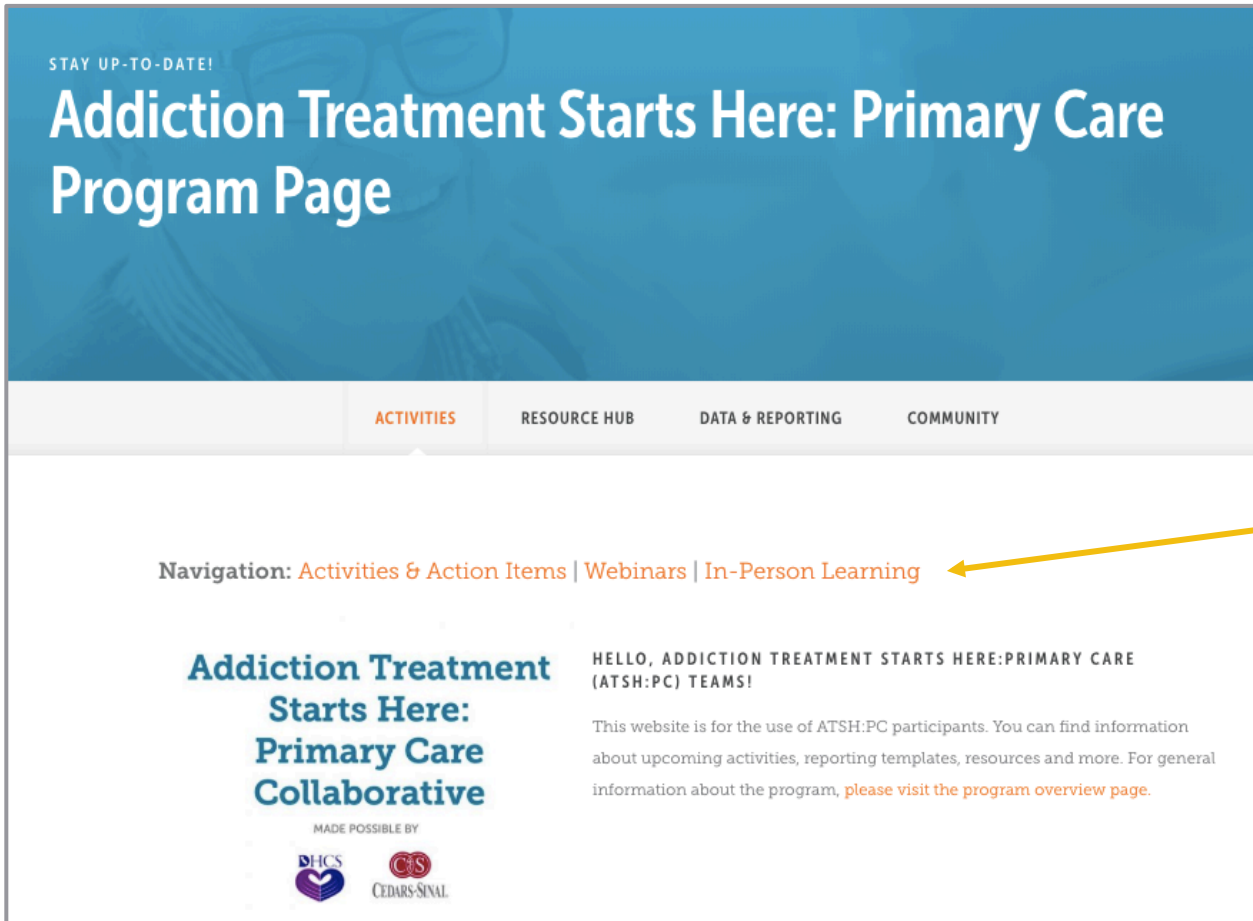 STAY UP-TO-DATE!
Addiction Treatment Starts Here: Primary Care
Program Page
ACTIVITIES RESOURCE HUB DATA & REPORTING COMMUNITY
Navigation: Activities & Action Items | Webinars | In-Person Learning
Addiction Treatment
Starts Here:
Primary Care
Collaborative
MADE POSSIBLE BY
DHCS
CS
CEDARS-SINAI.
HELLO, ADDICTION TREATMENT STARTS HERE:PRIMARY CARE
(ATSH:PC) TEAMS!
This website is for the use of ATSH:PC participants. You can find information
about upcoming activities, reporting templates, resources and more. For general
information about the program, please visit the program overview page.